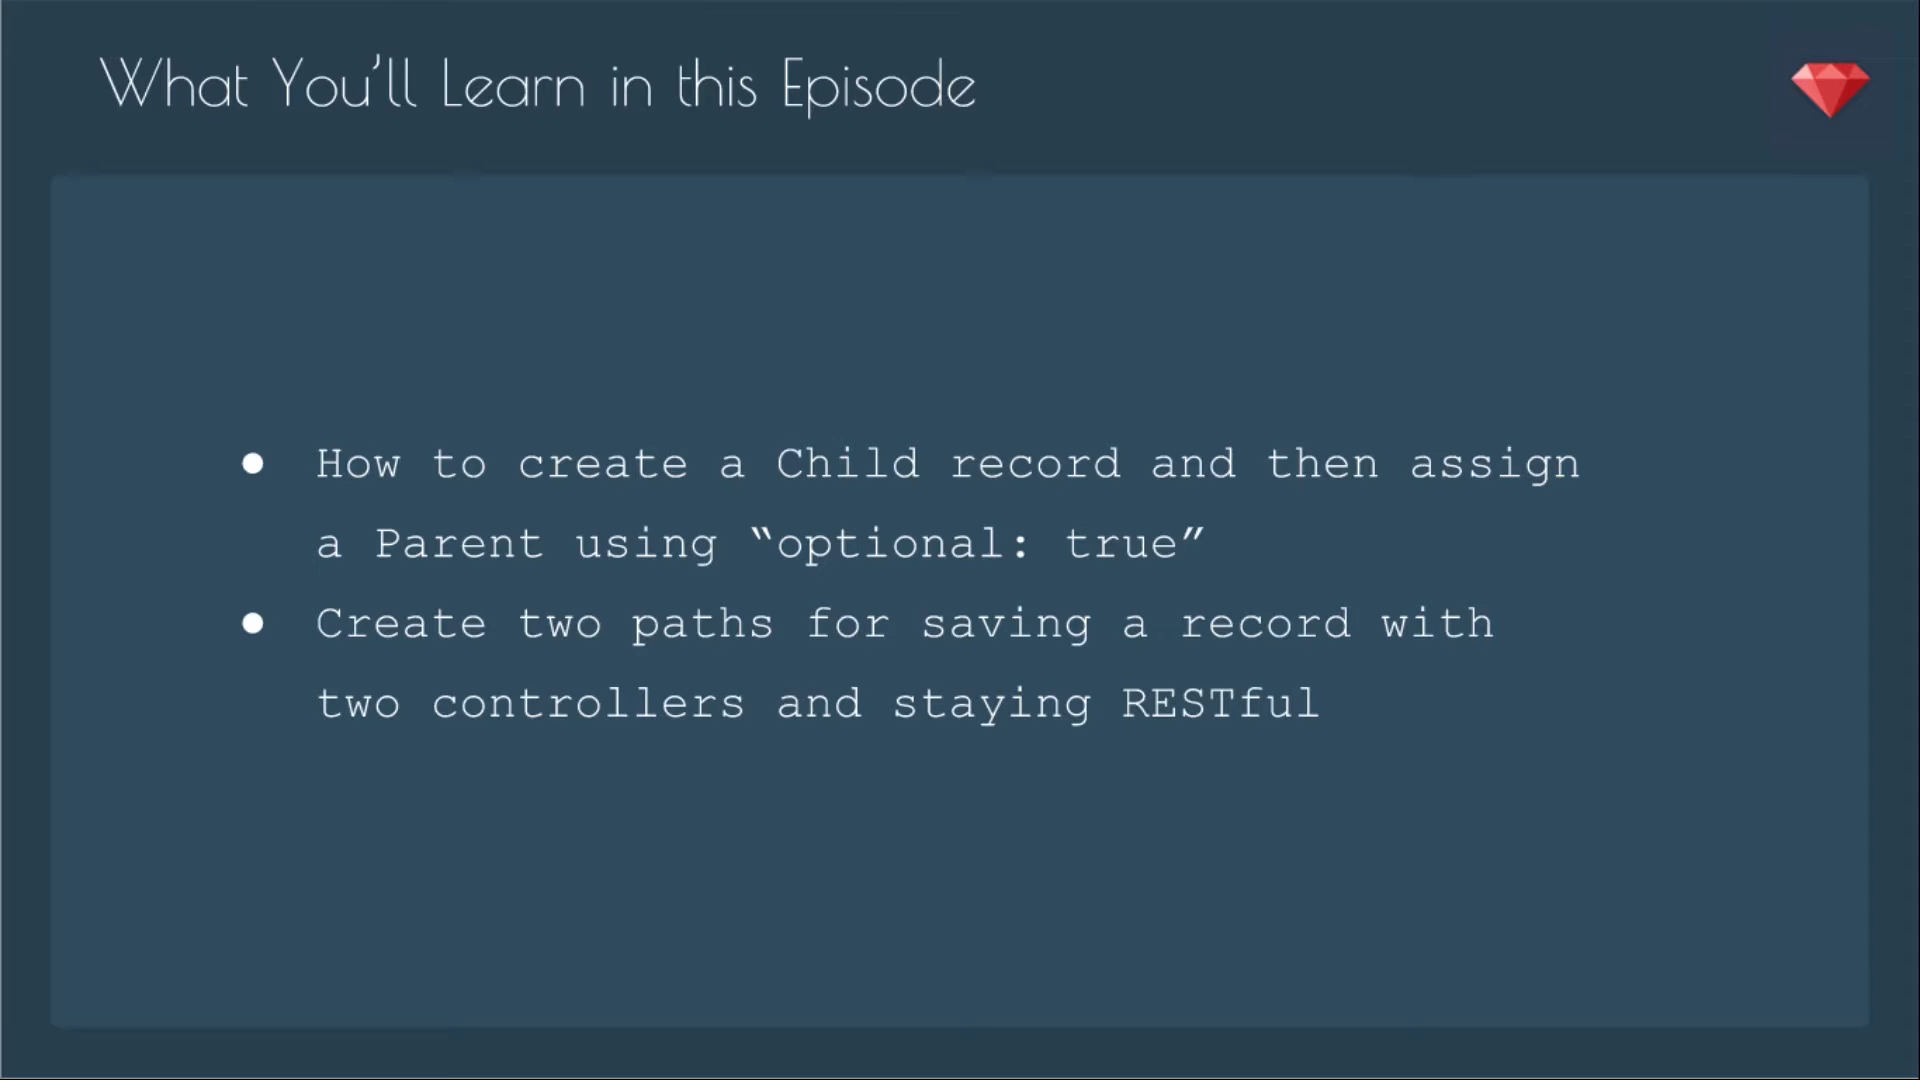 What You’ll Learn in this Episode
● How to create a Child record and then assign
a Parent using “optional: true”
● Create two paths for saving a record with
two controllers and staying RESTful